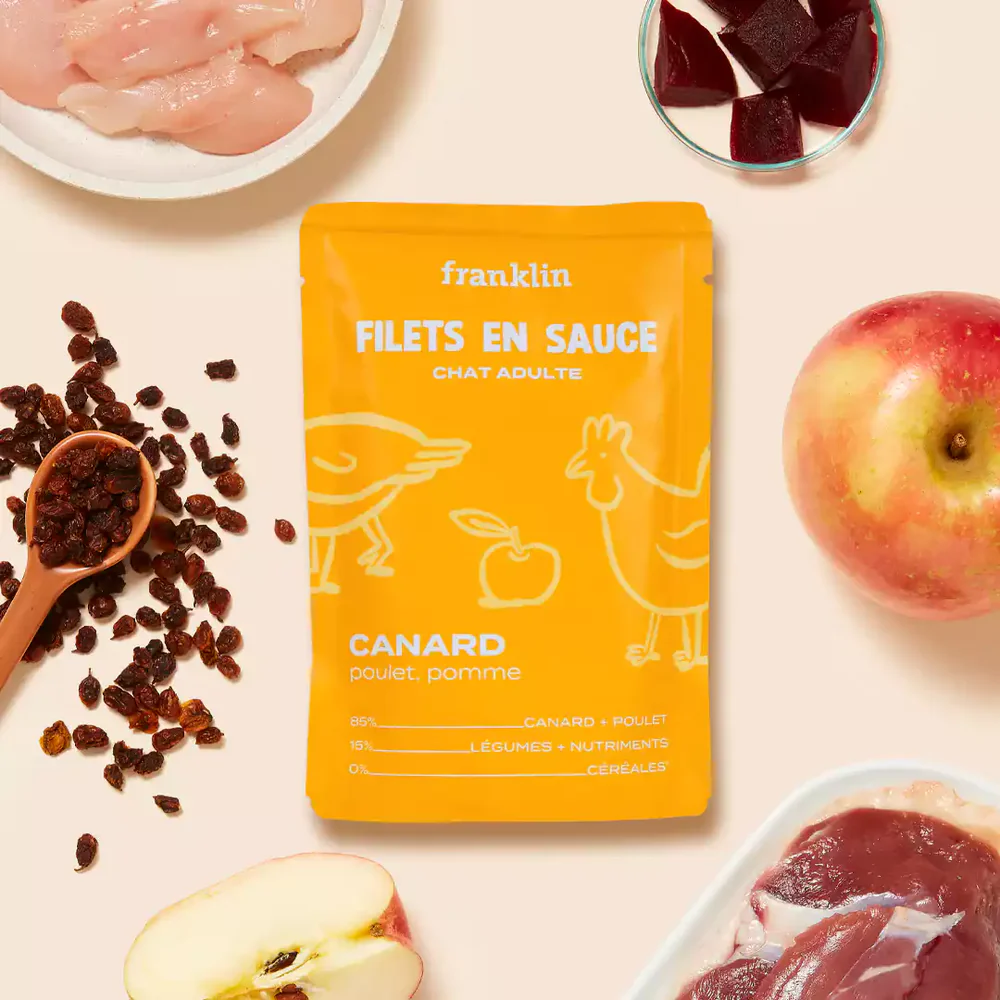 franklin
FILETS EN SAUCE
CHAT ADULTE
CANARD
poulet, pomme
85% CANARD + POULET
15% LÉGUMES + NUTRIMENTS
0% CÉRÉALES*